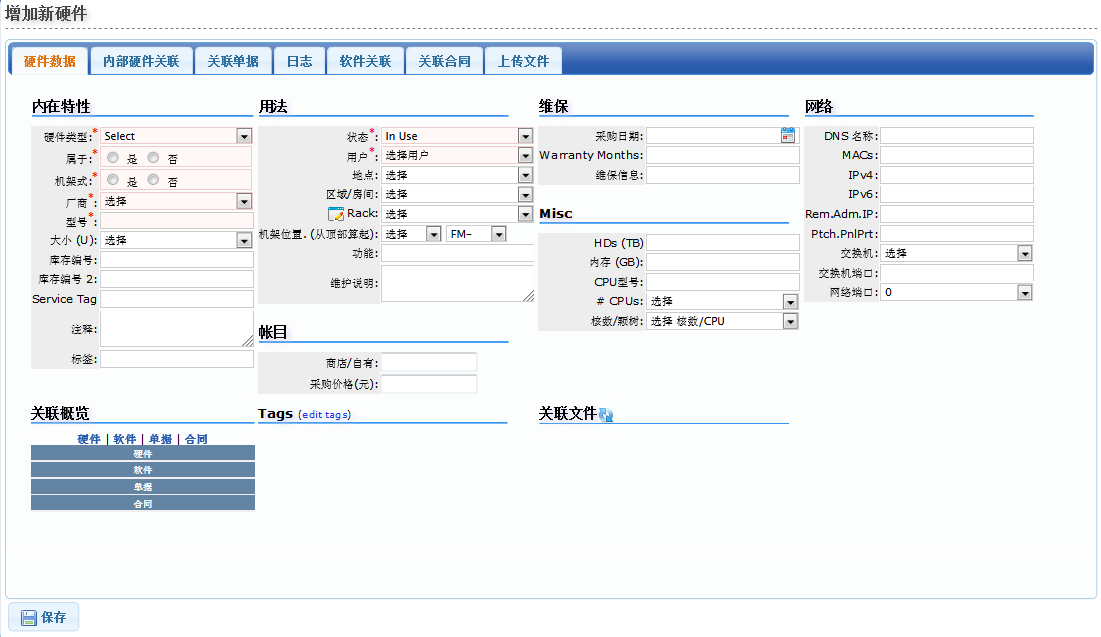 增加新硬件
硬件数据 内部硬件关联 关联单据 日志 软件关联 关联合同 上传文件
内在特性
硬件类型:* Select
属于:* 是 否
机架式:* 是 否
厂商*: 选择
型号*:
大小 (U): 选择
库存编号:
库存编号 2:
Service Tag
注释:
标签:
用法
状态*: In Use
用户*: 选择用户
地点: 选择
区域/房间: 选择
Rack: 选择
机架位置.(从顶部算起): 选择 FM-
功能:
维护说明:
帐目
商店/自有:
采购价格(元):
维保
采购日期:
Warranty Months:
维保信息:
Misc
HDs (TB)
内存 (GB):
CPU型号:
# CPUs: 选择
核数/颗树: 选择 核数/CPU
网络
DNS 名称:
MACs:
IPv4:
IPv6:
Rem.Adm.IP:
Ptch.PnlPrt:
交换机: 选择
交换机端口:
网络端口: 0
关联概览
硬件 | 软件 | 单据 | 合同
硬件
软件
单据
合同
Tags (edit tags)
关联文件
保存